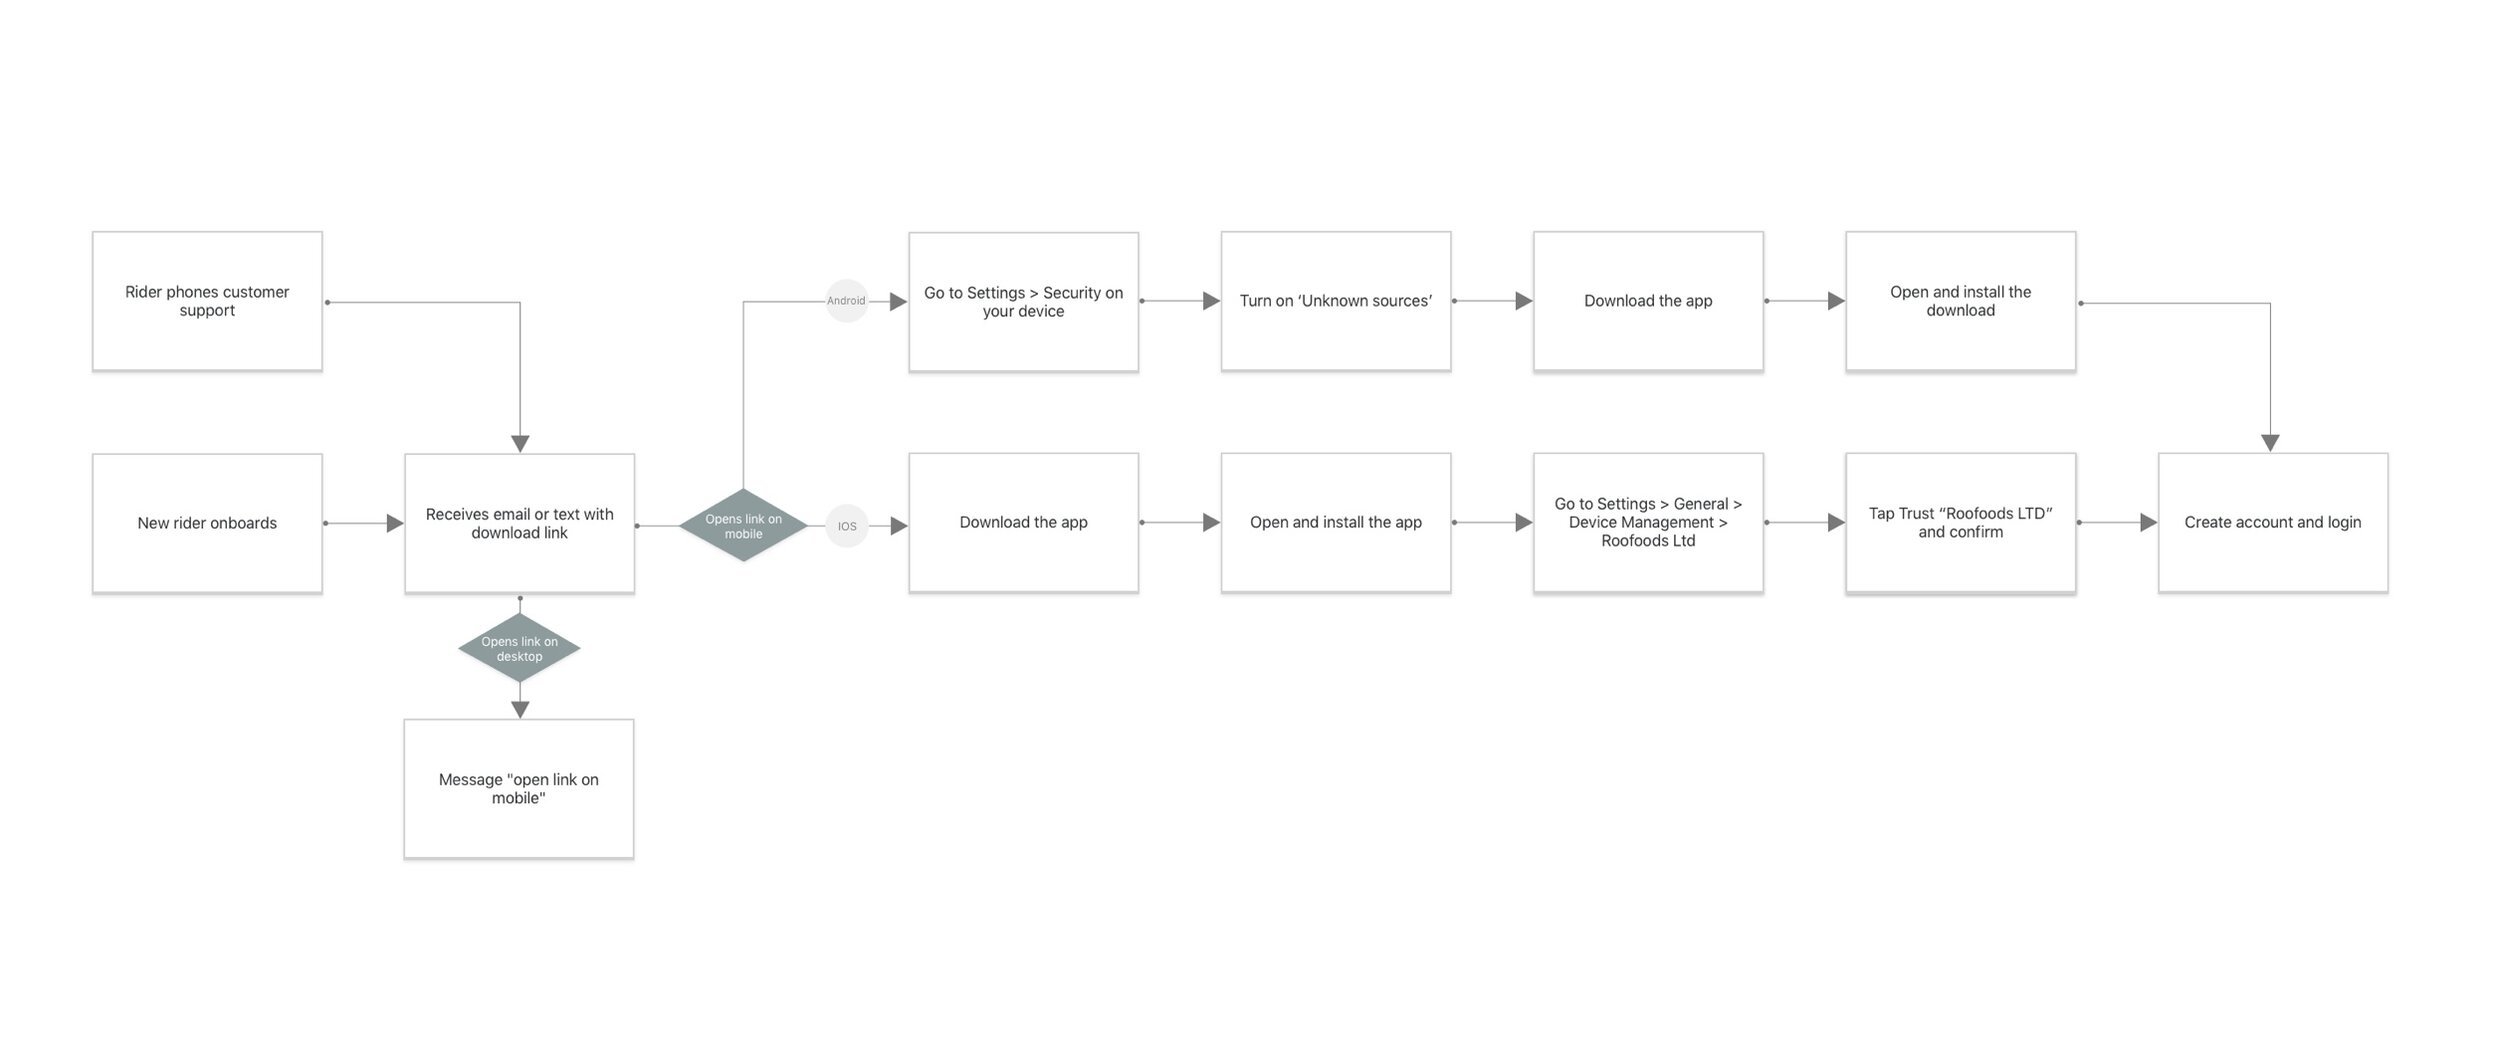 Rider phones customer
support
Android
Go to Settings > Security on
your device
Turn on ‘Unknown sources’
Download the app
Open and install the
download
New rider onboards
Receives email or text with
download link
Opens link on
mobile
IOS
Download the app
Open and install the app
Go to Settings > General >
Device Management >
Roofoods Ltd
Tap Trust “Roofoods LTD”
and confirm
Create account and login
Opens link on
desktop
Message "open link on
mobile"